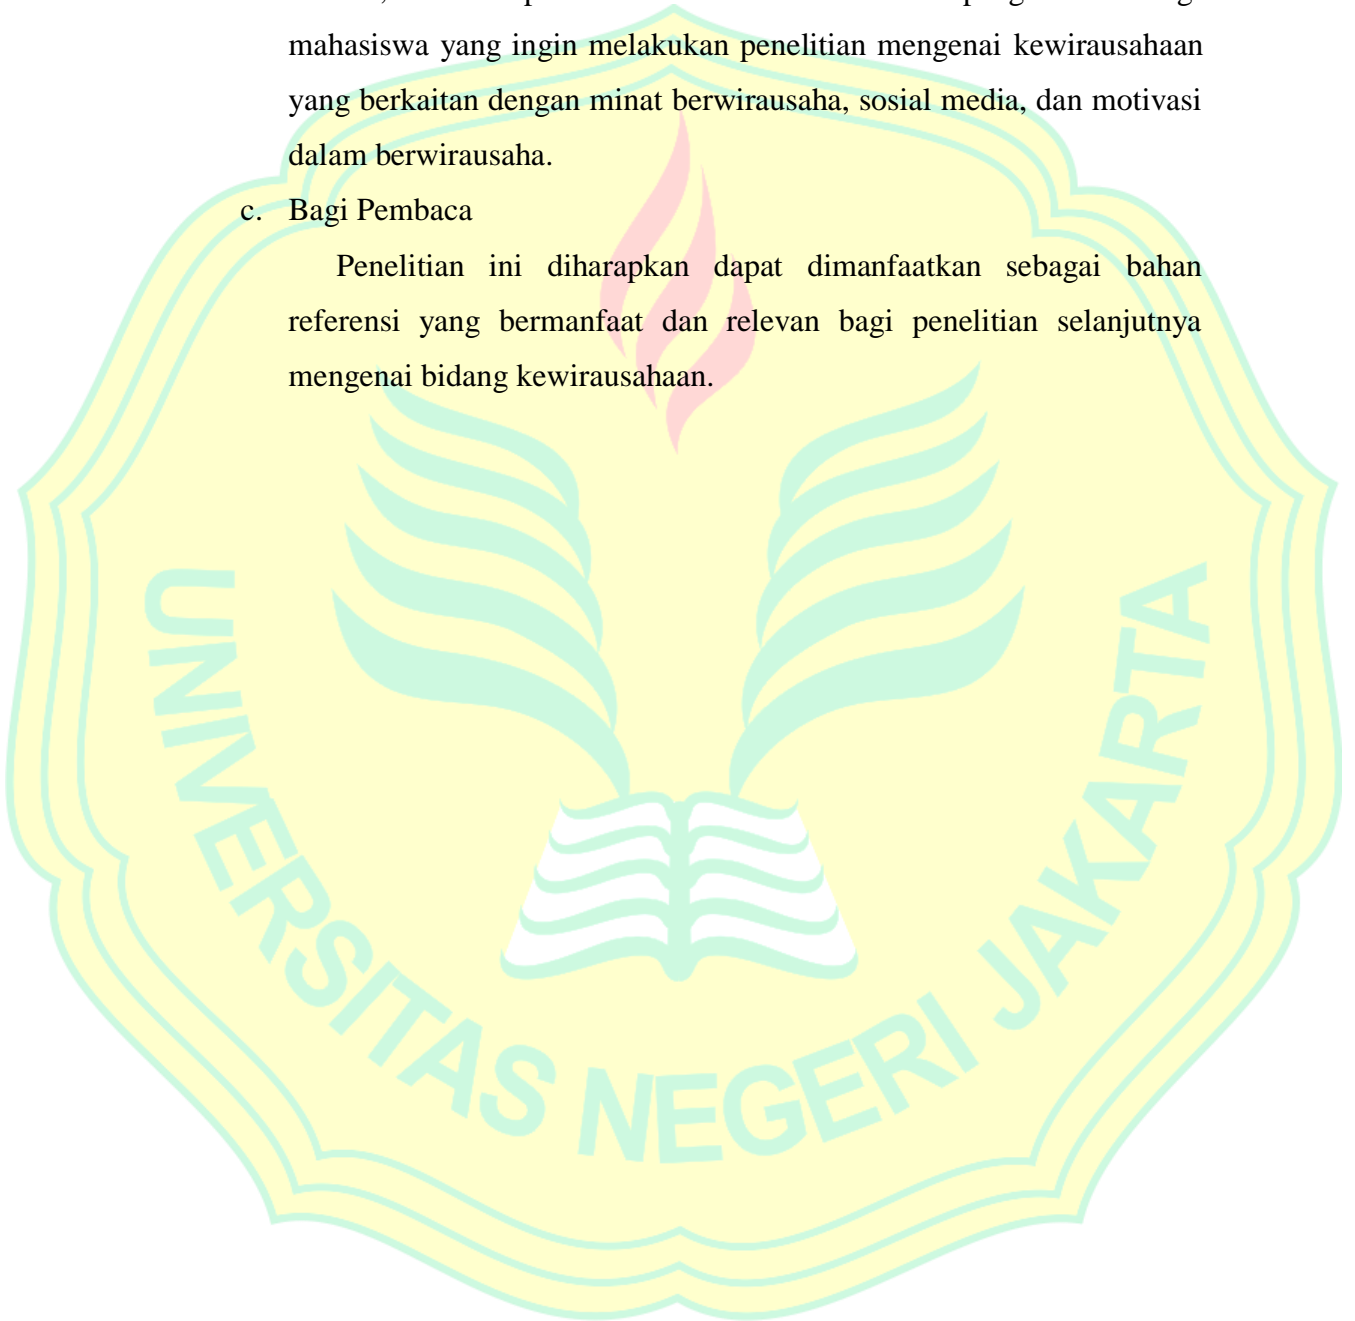 mahasiswa yang ingin melakukan penelitian mengenai kewirausahaan
yang berkaitan dengan minat berwirausaha, sosial media, dan motivasi
dalam berwirausaha.
c. Bagi Pembaca
Penelitian ini diharapkan dapat dimanfaatkan sebagai bahan
referensi yang bermanfaat dan relevan bagi penelitian selanjutnya
mengenai bidang kewirausahaan.
UNIVERSITAS NEGERI JAKARTA